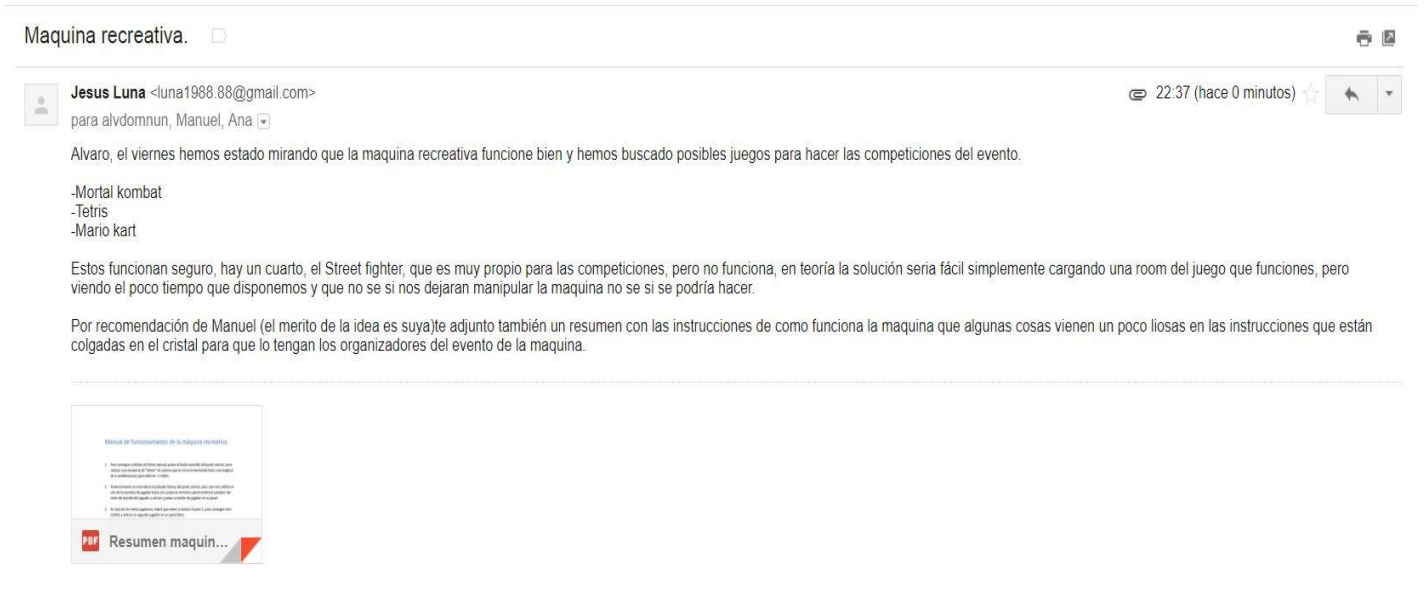 Maquina recreativa.
Jesus Luna <luna1988.88@gmail.com>
22:37 (hace 0 minutos)
para alvdomnun, Manuel, Ana
Alvaro, el viernes hemos estado mirando que la maquina recreativa funcione bien y hemos buscado posibles juegos para hacer las competiciones del evento.
-Mortal kombat
-Tetris
-Mario kart
Estos funcionan seguro, hay un cuarto, el Street fighter, que es muy propio para las competiciones, pero no funciona, en teoría la solución seria fácil simplemente cargando una room del juego que funciones, pero
viendo el poco tiempo que disponemos y que no se si nos dejaran manipular la maquina no se si se podría hacer.
Por recomendación de Manuel (el merito de la idea es suya)te adjunto también un resumen con las instrucciones de como funciona la maquina que algunas cosas vienen un poco liosas en las instrucciones que están
colgadas en el cristal para que lo tengan los organizadores del evento de la maquina.
Manual de funcionamiento de la máquina recreativa.
PDF Resumen maquin...